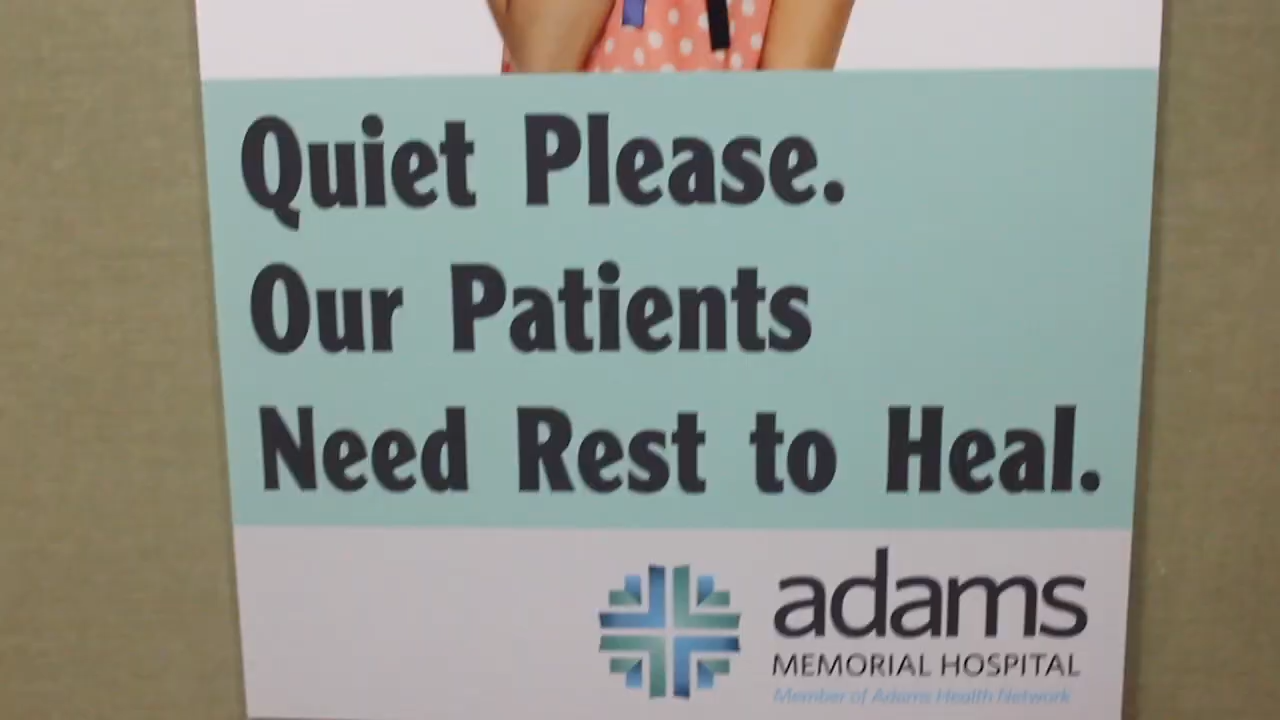 Quiet Please.
Our Patients
Need Rest to Heal.
adams
MEMORIAL HOSPITAL
Member of Adams Health Network